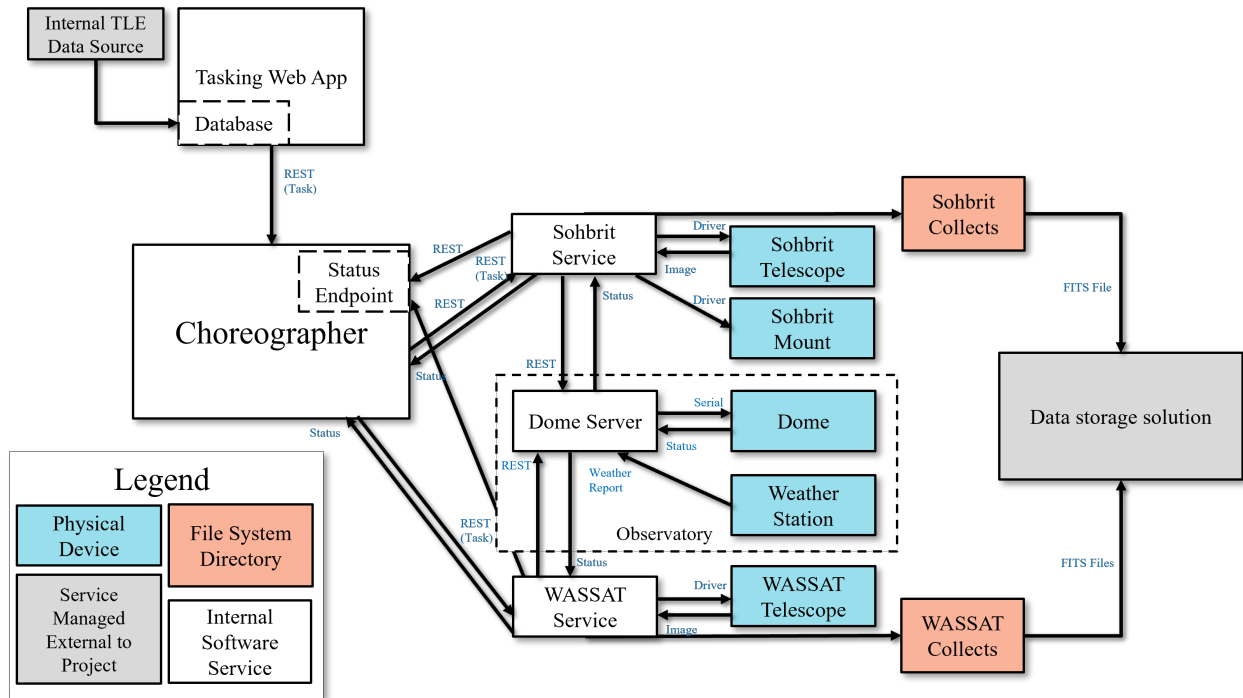 Internal TLE
Data Source
Tasking Web App
Database
REST
(Task)
Choreographer
Status
Endpoint
REST
REST
(Task)
REST
Status
Status
Sohbrit
Service
Driver
Image
Driver
Status
REST
Sohbrit
Telescope
Sohbrit
Mount
Sohbrit
Collects
FITS File
Data storage solution
Dome Server
Serial
Status
Dome
REST
Weather
Report
Weather
Station
Observatory
REST
(Task)
Status
WASSAT
Service
Driver
Image
WASSAT
Telescope
WASSAT
Collects
FITS Files
Legend
Physical
Device
File System
Directory
Service
Managed
External to
Project
Internal
Software
Service